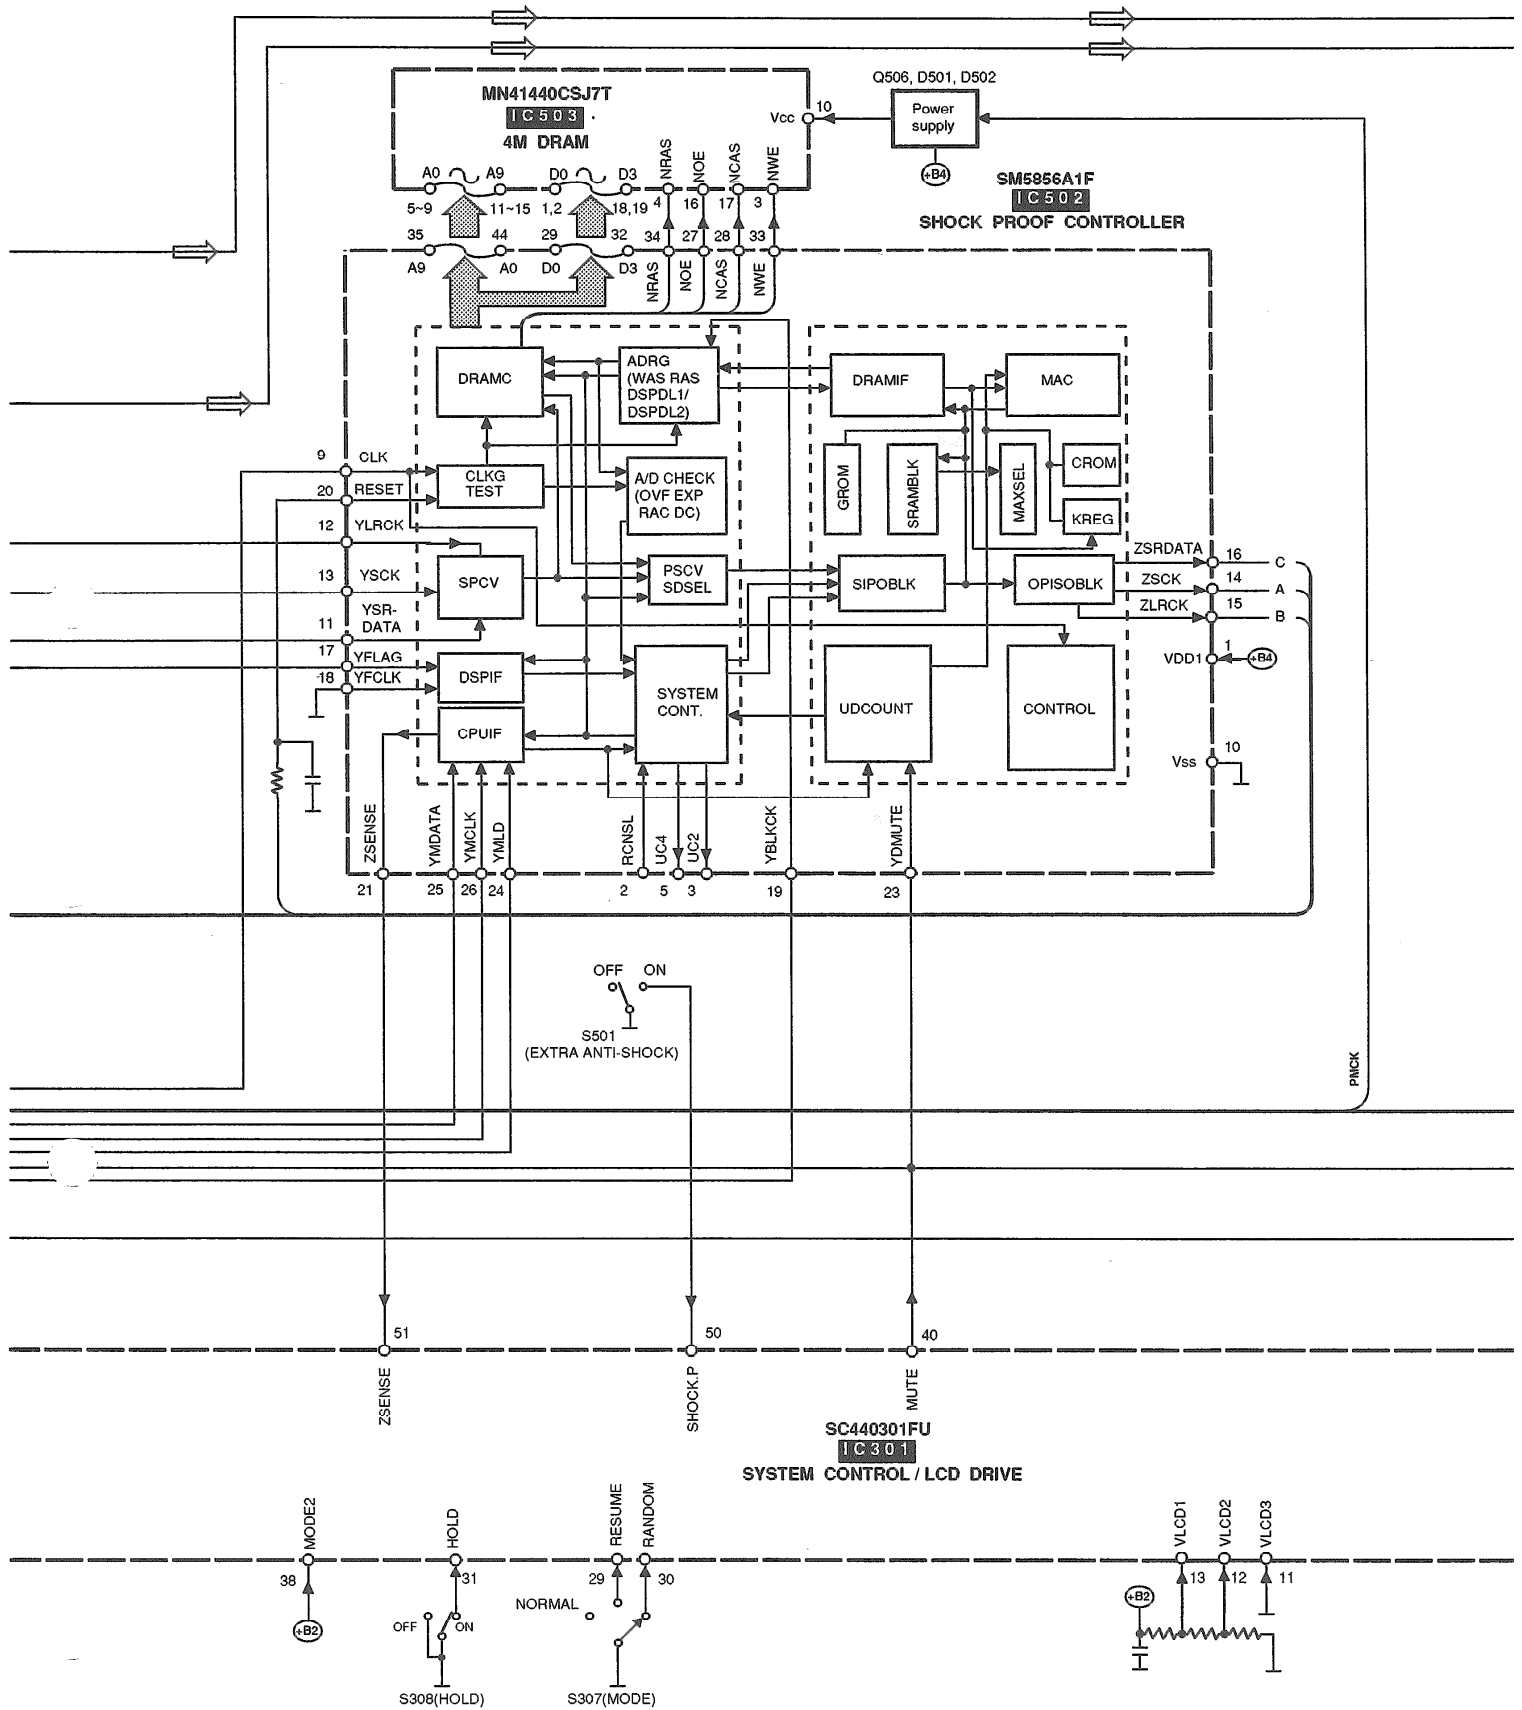 Q506, D501, D502
MN41440CSJ7T
IC503
4M DRAM
Vcc
10
Power
supply
+B4
A0
A9
D0
D3
NRAS
NOE
NCAS
NWE
5~9
11~15
1,2
18,19
4
16
17
3
SM5856A1F
IC502
SHOCK PROOF CONTROLLER
35
44
29
32
34
27
28
33
A9
A0
D0
D3
NRAS
NOE
NCAS
NWE
DRAMC
ADRG
(WAS RAS
DSPDL1/
DSPDL2)
DRAMIF
MAC
9
CLK
20
RESET
12
YLRCK
13
YSCK
YSR-
DATA
11
17
YFLAG
18
YFCLK
CLKG
TEST
A/D CHECK
(OVF EXP
RAC DC)
GROM
SRAMBLK
MAXSEL
CROM
KREG
SPCV
PSCV
SDSEL
SIPOBLK
OPISOBLK
ZSRDATA
16
C
ZSCK
14
A
ZLRCK
15
B
VDD1
1
+B4
DSPIF
CPUIF
SYSTEM
CONT.
UDCOUNT
CONTROL
Vss
10
ZSENSE
YMDATA
YMCLK
YMLD
RCNSL
UC4
UC2
YBLKCK
YDMUTE
21
25
26
24
2
5
3
19
23
OFF
ON
S501
(EXTRA ANTI-SHOCK)
PMCK
51
50
40
ZSENSE
SHOCK.P
MUTE
SC440301FU
IC301
SYSTEM CONTROL / LCD DRIVE
MODE2
HOLD
RESUME
RANDOM
VLCD1
VLCD2
VLCD3
38
31
29
30
13
12
11
+B2
OFF
ON
NORMAL
+B2
S308(HOLD)
S307(MODE)